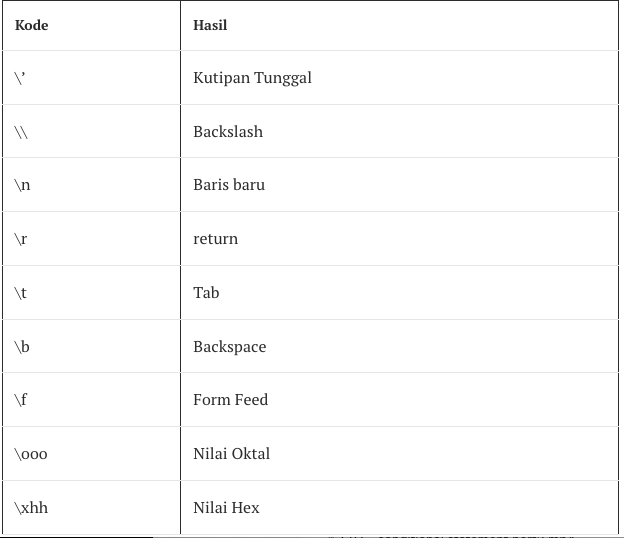 Kode Hasil
\’ Kutipan Tunggal
\\ Backslash
\n Baris baru
\r return
\t Tab
\b Backspace
\f Form Feed
\ooo Nilai Oktal
\xhh Nilai Hex